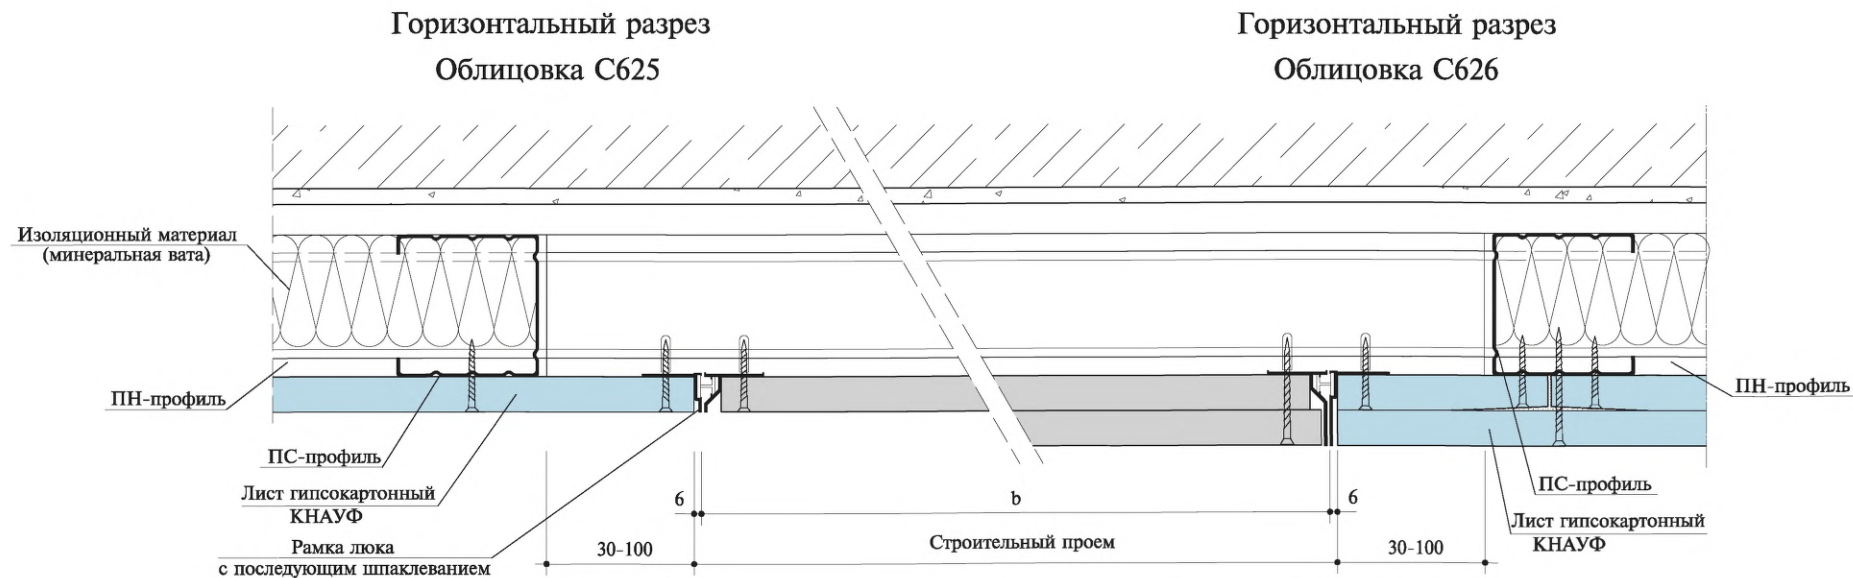 Горизонтальный разрез
Облицовка С625
Горизонтальный разрез
Облицовка С626
Изоляционный материал
(минеральная вата)
ПН-профиль
ПС-профиль
Лист гипсокартонный
КНАУФ
Рамка люка
с последующим шпаклеванием
ПН-профиль
ПС-профиль
Лист гипсокартонный
КНАУФ
6
b
6
30-100
Строительный проем
30-100